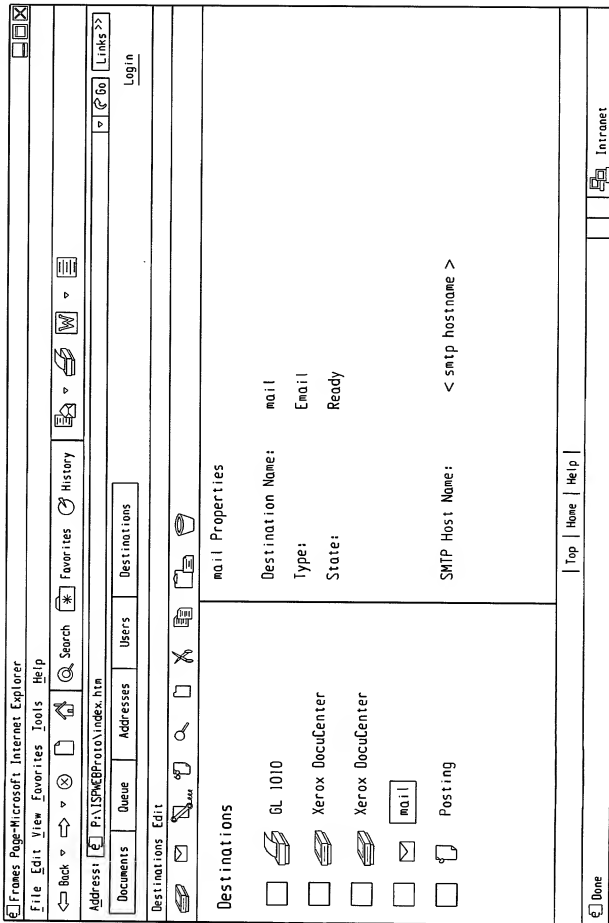 Frames Page-Microsoft Internet Explorer
File Edit View Favorites Tools Help
Back Search Favorites History
Address: P:\ISPWEBProto\index.htm Go Links >>
Login
Documents Queue Addresses Users Destinations
Destinations Edit
Destinations
GL 1010
Xerox DocuCenter
Xerox DocuCenter
mail
Posting
mail Properties
Destination Name: mail
Type: Email
State: Ready
SMTP Host Name: < smtp hostname >
| Top | Home | Help |
Done Intranet